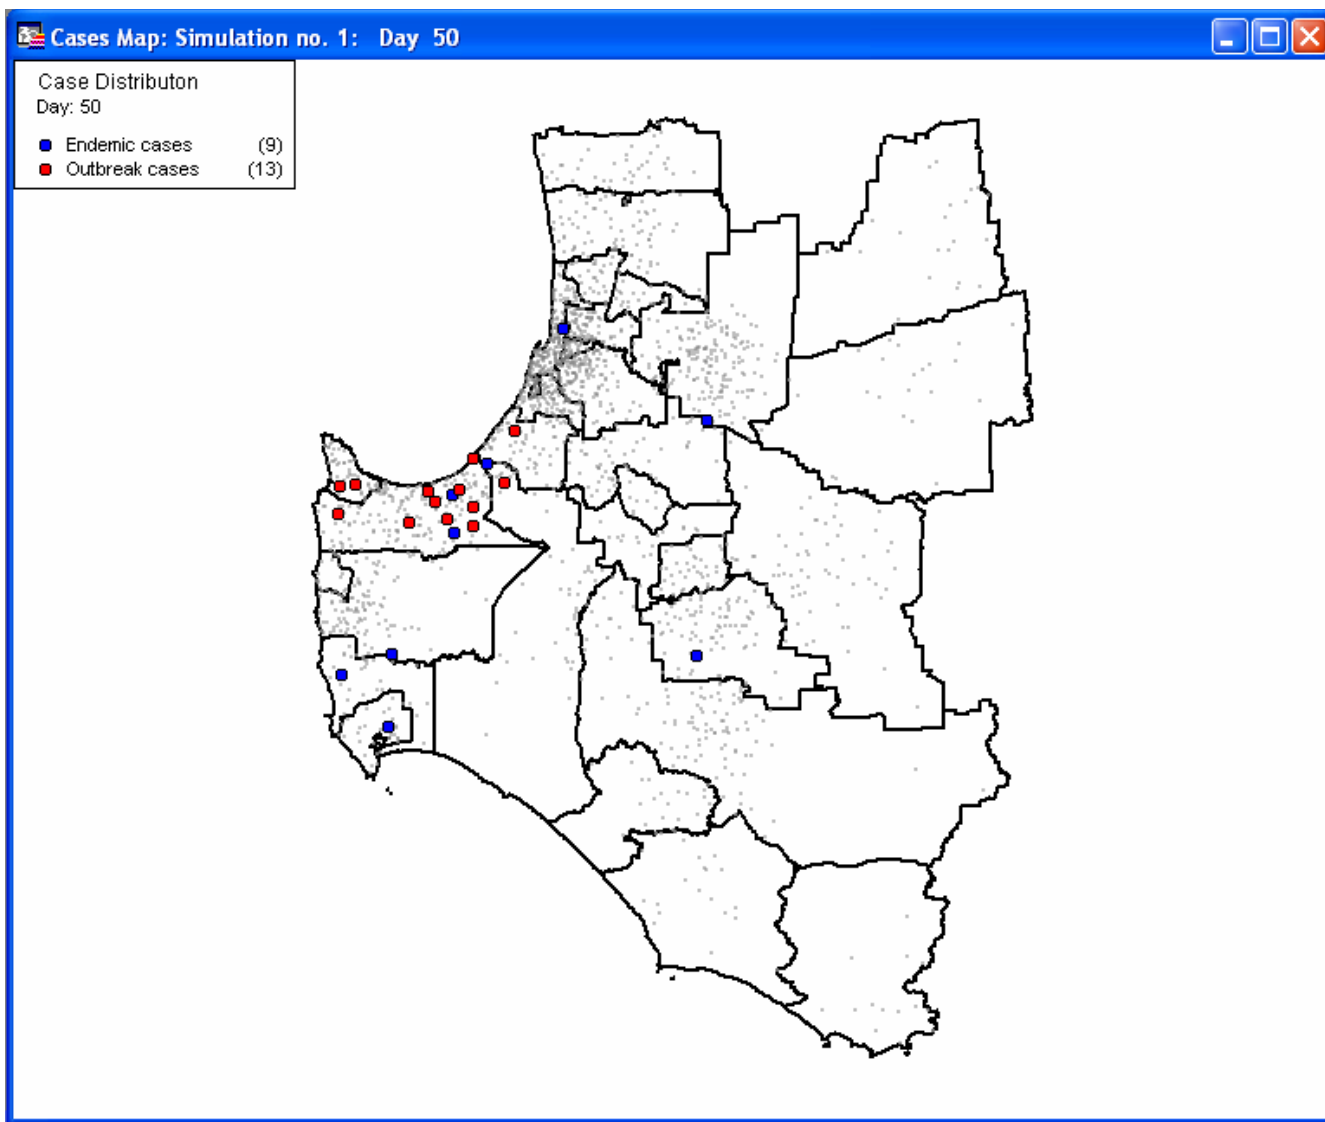 Cases Map: Simulation no. 1: Day 50
Case Distributon
Day: 50
Endemic cases (9)
Outbreak cases (13)